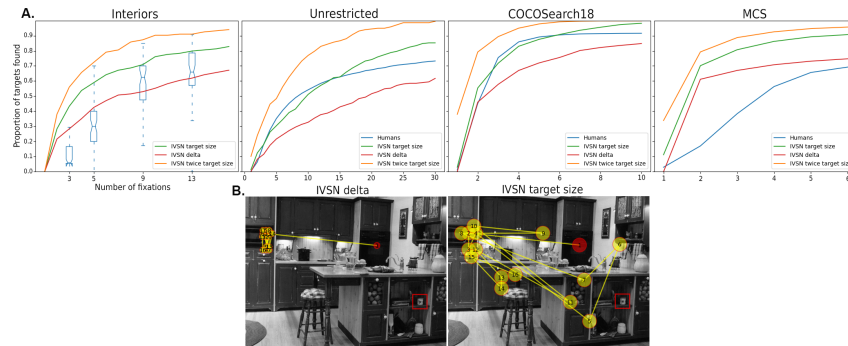 A.
Interiors
Unrestricted
COCOSearch18
MCS
Proportion of targets found
1.0
0.9
0.8
0.7
0.6
0.5
0.4
0.3
0.2
0.1
0.0
3 5 9 13
Number of fixations
IVSN target size
IVSN delta
IVSN twice target size
0 5 10 15 20 25 30
Humans
IVSN target size
IVSN delta
IVSN twice target size
2 4 6 8 10
Humans
IVSN target size
IVSN delta
IVSN twice target size
1 2 3 4 5 6
Humans
IVSN target size
IVSN delta
IVSN twice target size
B.
IVSN delta
IVSN target size